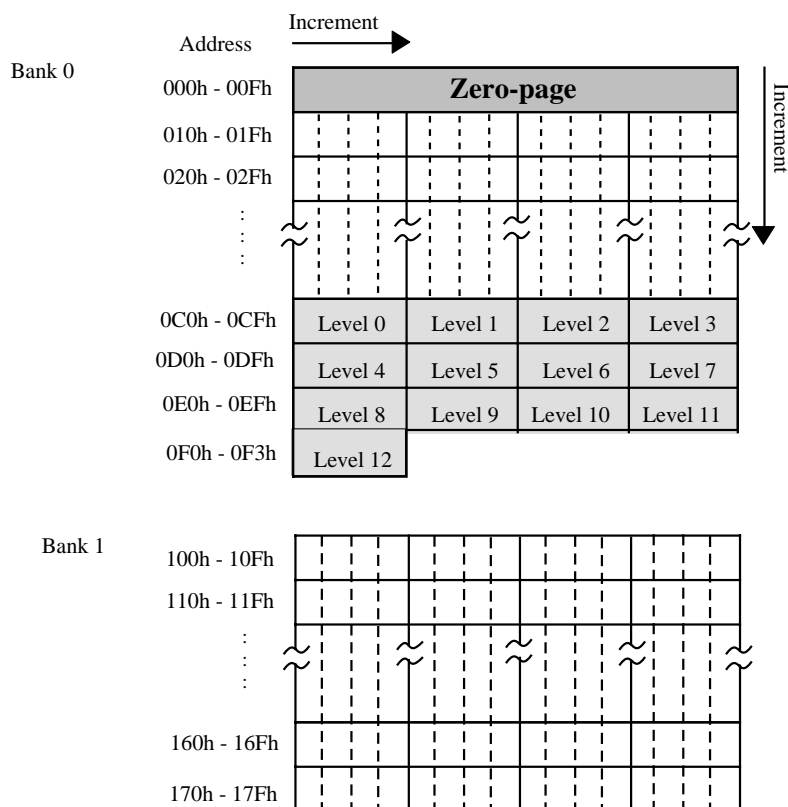 Increment
Address
Bank 0
000h - 00Fh
Zero-page
Increment
010h - 01Fh
020h - 02Fh
0C0h - 0CFh
Level 0
Level 1
Level 2
Level 3
0D0h - 0DFh
Level 4
Level 5
Level 6
Level 7
0E0h - 0EFh
Level 8
Level 9
Level 10
Level 11
0F0h - 0F3h
Level 12
Bank 1
100h - 10Fh
110h - 11Fh
160h - 16Fh
170h - 17Fh